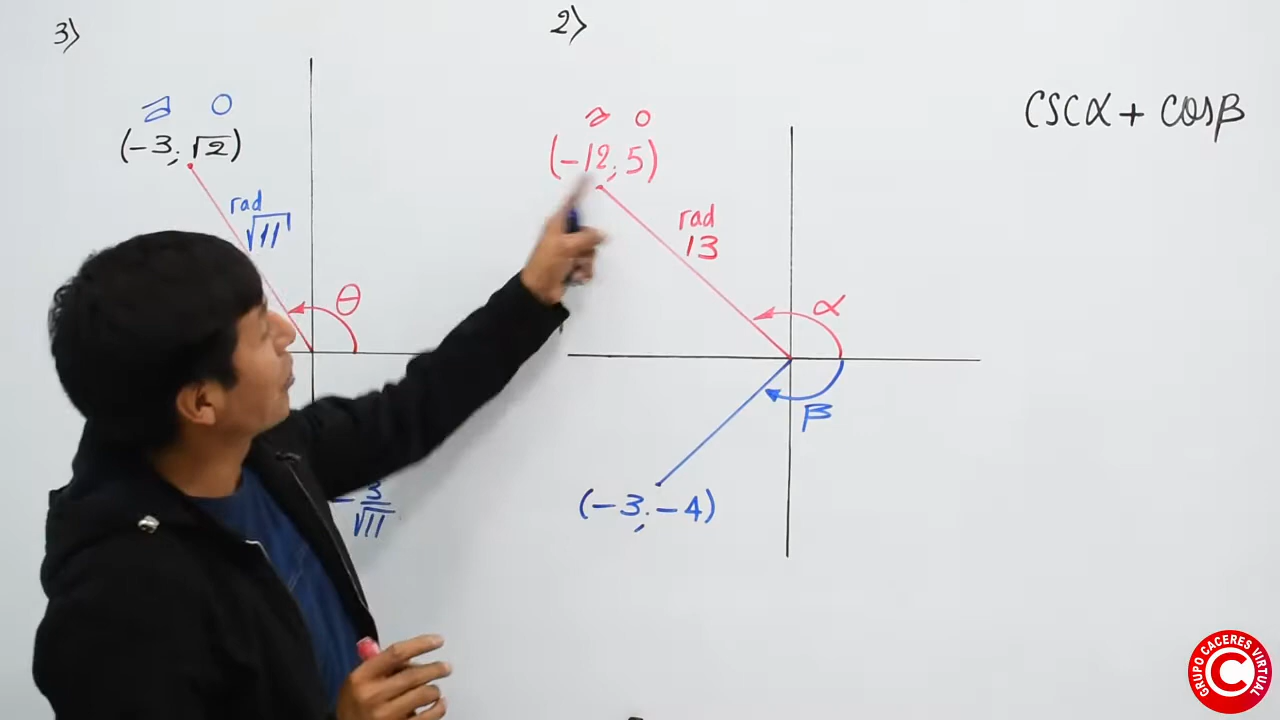 3)
a o
(-3; √2)
rad
√11
θ
- 3/√11
2)
a o
(-12; 5)
rad
13
α
β
(-3; -4)
cscα + cosβ
GRUPO CACERES VIRTUAL
C